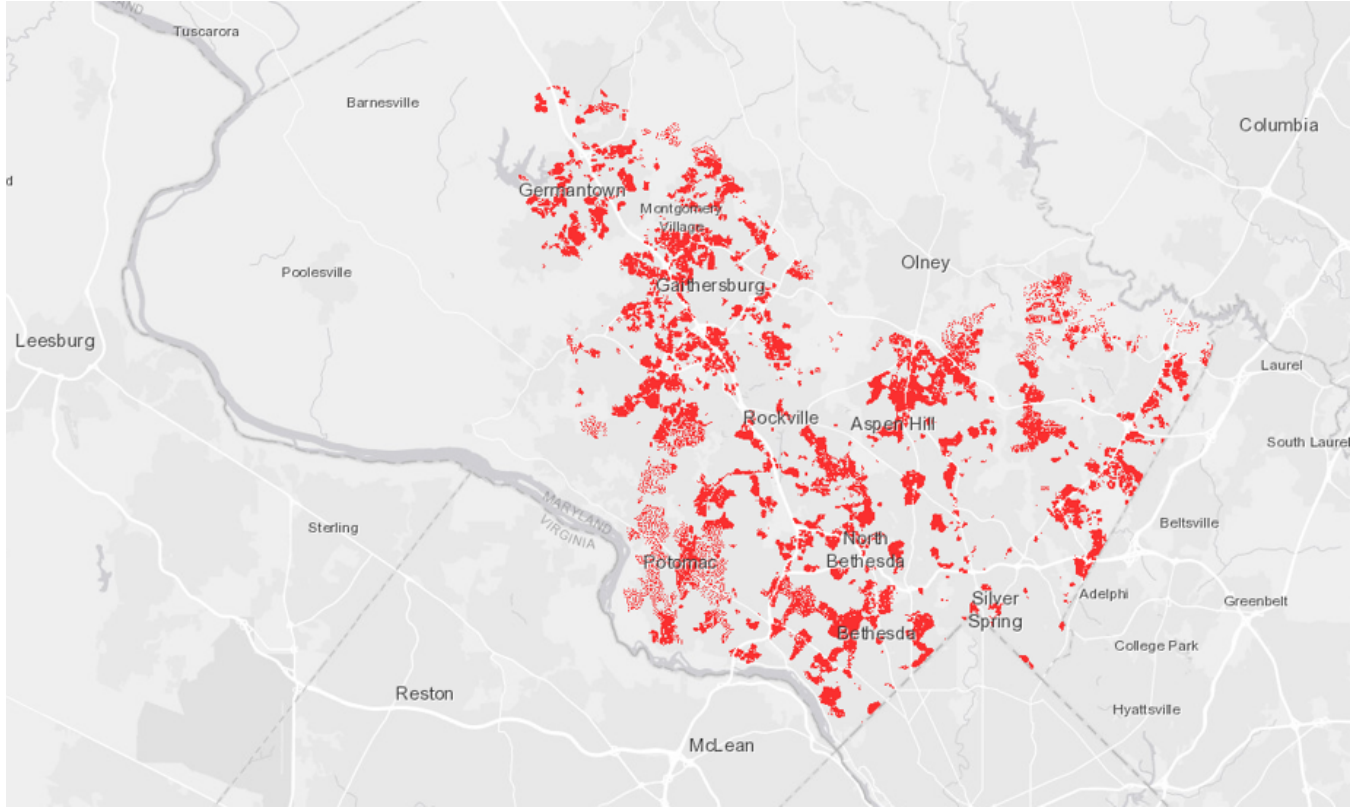 LAND
Tuscarora
Barnesville
Columbia
d
Germantown
Montgomery
Village
Olney
Poolesville
Gaithersburg
Leesburg
Laurel
Rockville
Aspen Hill
South Laurel
MARYLAND
VIRGINIA
Sterling
Beltsville
North
Bethesda
Potomac
Silver
Spring
Adelphi
Greenbelt
Bethesda
College Park
Reston
Hyattsville
McLean